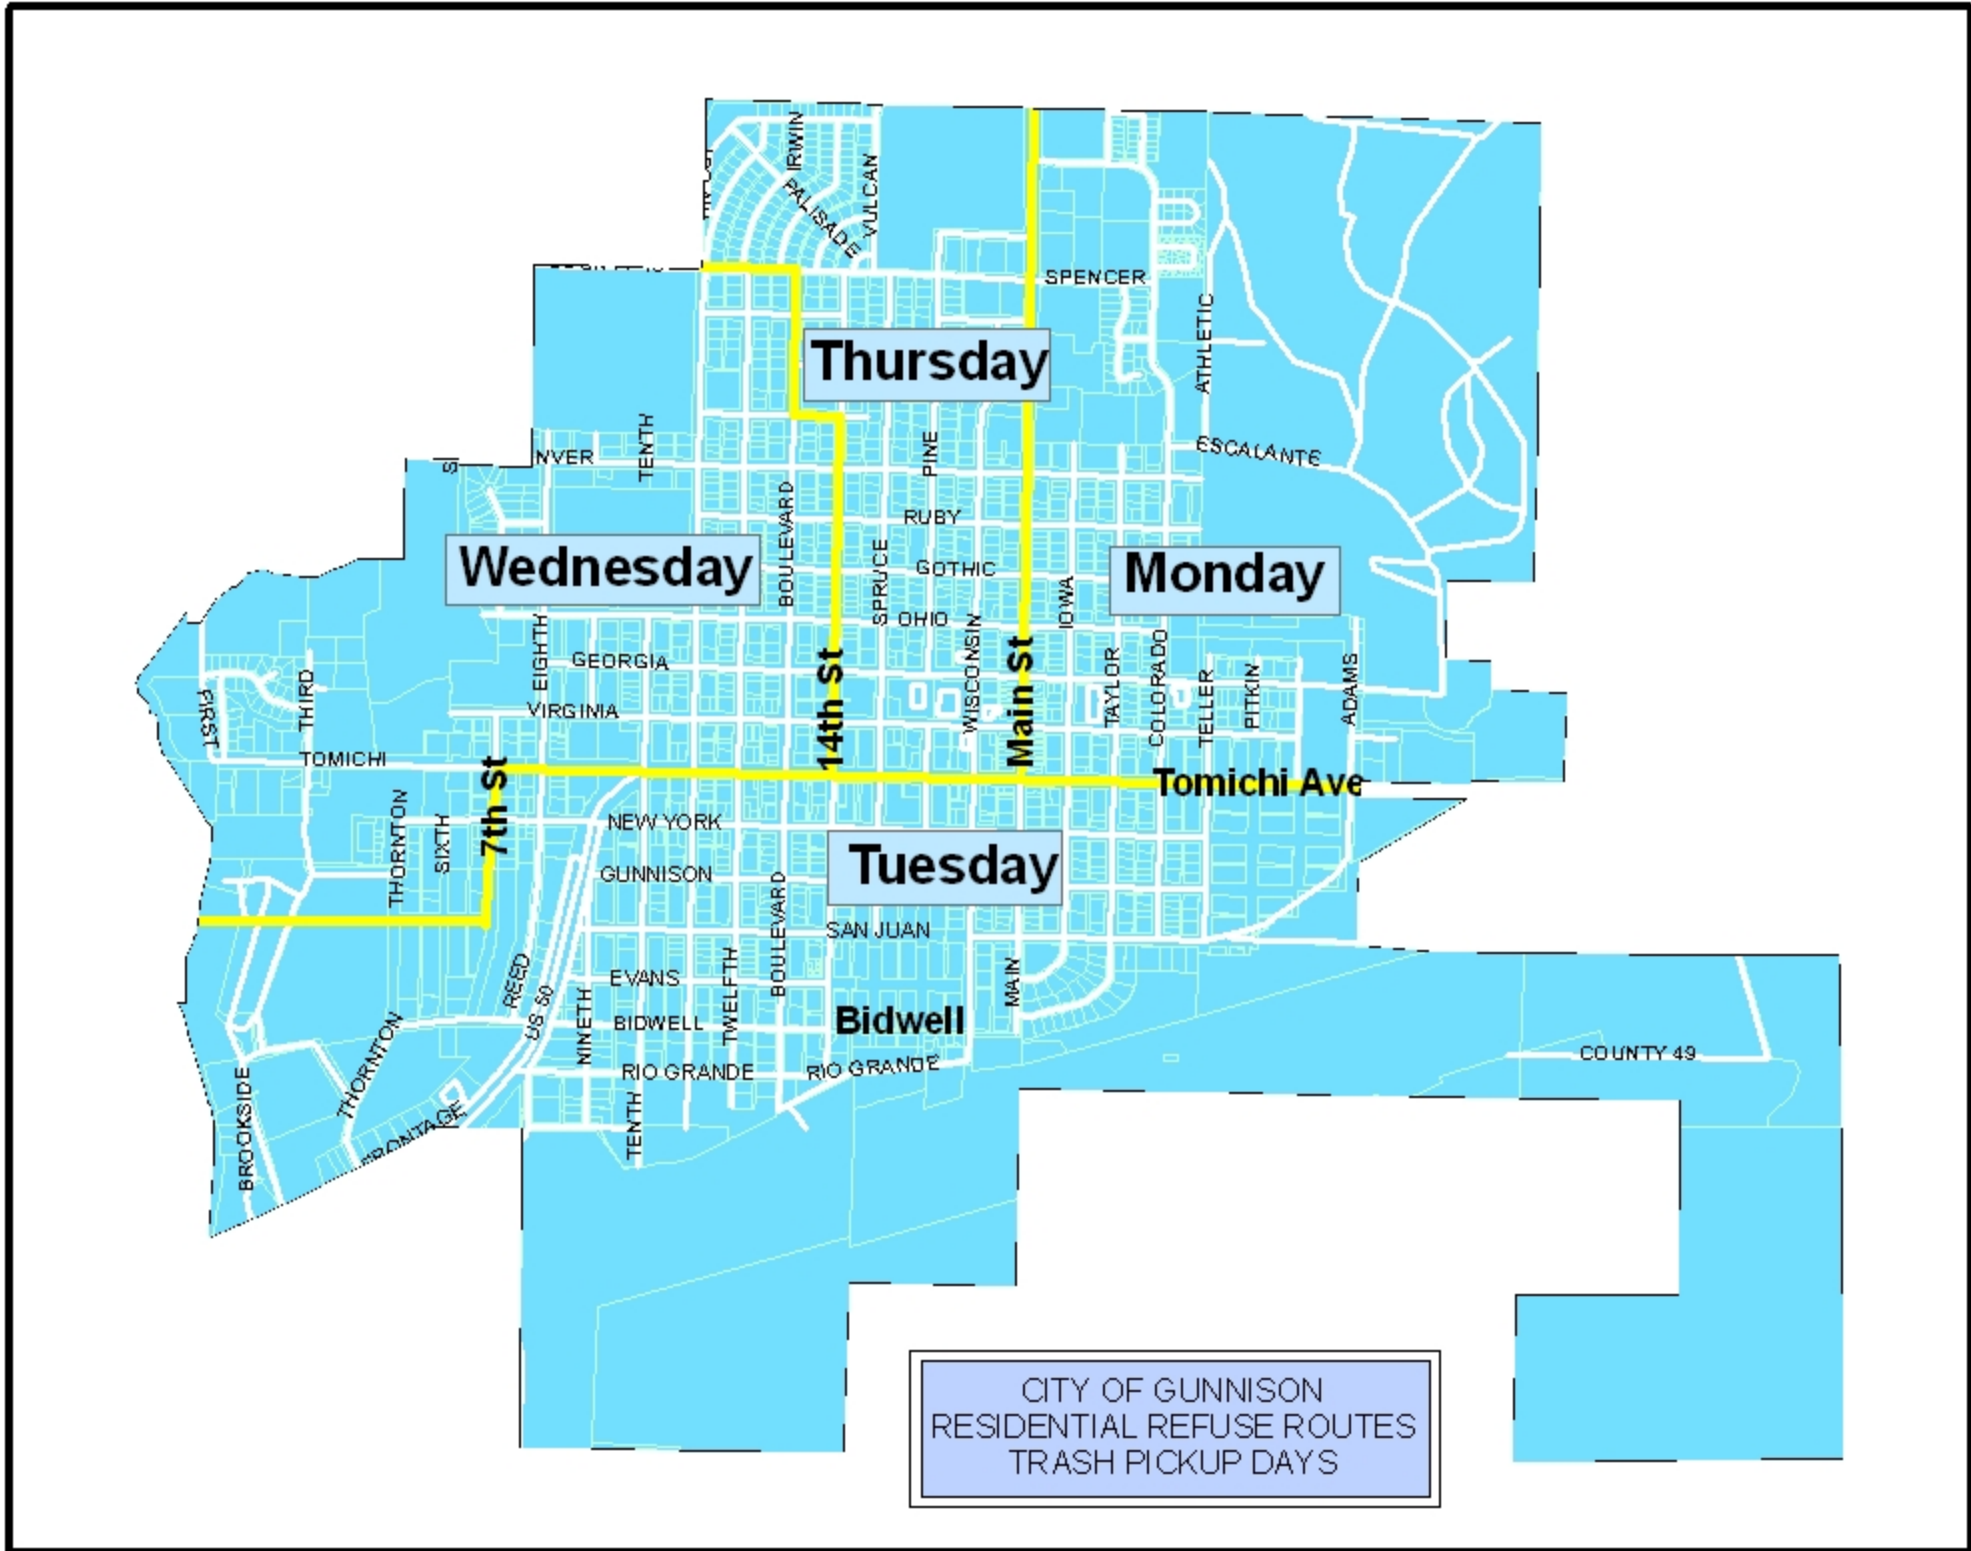 IRWIN
PALISADE
VULCAN
SPENCER
Thursday
ATHLETIC
TENTH
PINE
ESCALANTE
NVER
BOULEVARD
RUBY
Wednesday
SPRUCE
GOTHIC
Monday
IOWA
OHIO
EIGHTH
GEORGIA
14th st
WISCONSIN
Main st
TAYLOR
COLORADO
TELLER
PITKIN
ADAMS
FIRST
THIRD
VIRGINIA
TOMICHI
7th st
Tomichi Ave
THORNTON
SIXTH
NEW YORK
GUNNISON
Tuesday
BOULEVARD
SAN JUAN
REED
US 50
EVANS
TWELFTH
MAIN
NINETH
BIDWELL
Bidwell
THORNTON
RIO GRANDE
RIO GRANDE
COUNTY 49
BROOKSIDE
FRONTAGE
TENTH
CITY OF GUNNISON
RESIDENTIAL REFUSE ROUTES
TRASH PICKUP DAYS